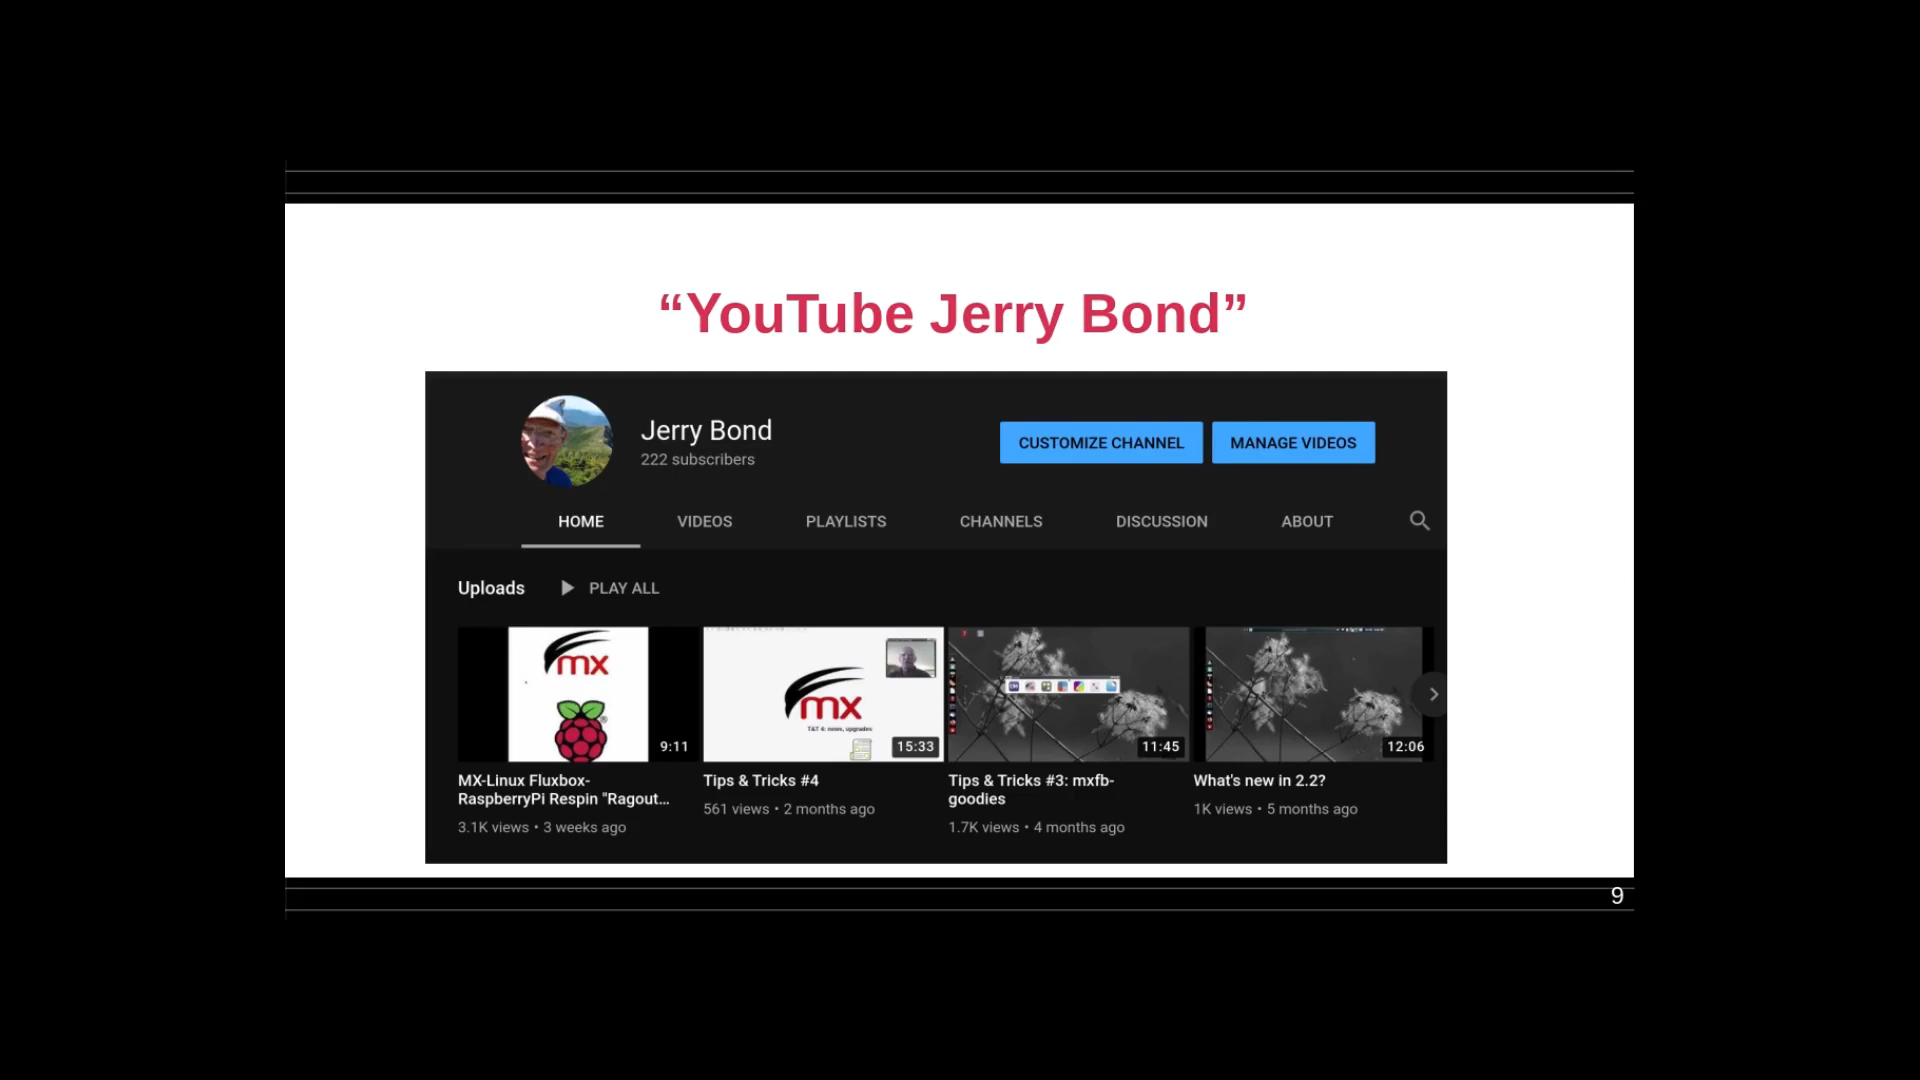 “YouTube Jerry Bond”
Jerry Bond
222 subscribers
CUSTOMIZE CHANNEL
MANAGE VIDEOS
HOME
VIDEOS
PLAYLISTS
CHANNELS
DISCUSSION
ABOUT
Uploads
PLAY ALL
mx
9:11
mx
T&T 4: news, upgrades
15:33
11:45
12:06
MX-Linux Fluxbox-
RaspberryPi Respin "Ragout...
3.1K views • 3 weeks ago
Tips & Tricks #4
561 views • 2 months ago
Tips & Tricks #3: mxfb-
goodies
1.7K views • 4 months ago
What's new in 2.2?
1K views • 5 months ago
9